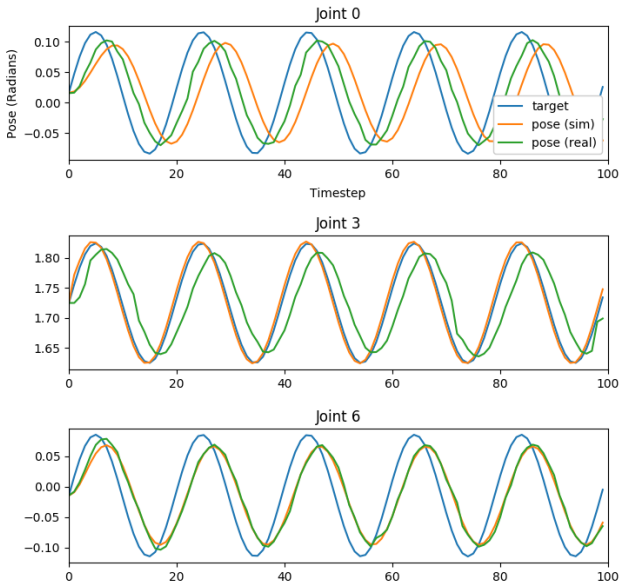 Joint 0
Pose (Radians)
0.10
0.05
0.00
−0.05
target
pose (sim)
pose (real)
0 20 40 60 80 100
Timestep
Joint 3
1.80
1.75
1.70
1.65
0 20 40 60 80 100
Joint 6
0.05
0.00
−0.05
−0.10
0 20 40 60 80 100